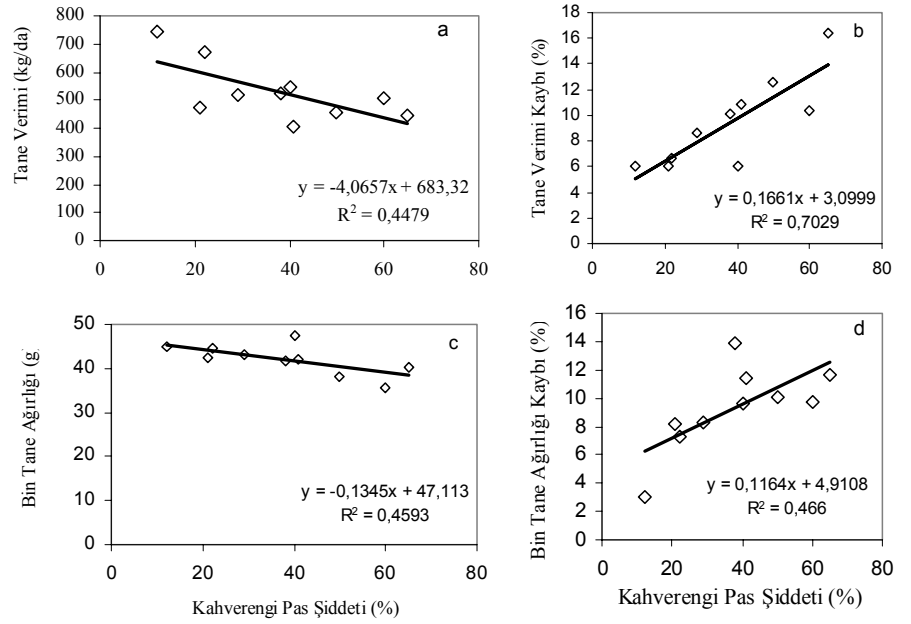 a
Tane Verimi (kg/da)
800
700
600
500
400
300
200
100
0
y = -4,0657x + 683,32
R² = 0,4479
0 20 40 60 80
b
Tane Verimi Kaybı (%)
18
16
14
12
10
8
6
4
2
0
y = 0,1661x + 3,0999
R² = 0,7029
0 20 40 60 80
c
Bin Tane Ağırlığı (g
50
40
30
20
10
0
y = -0,1345x + 47,113
R² = 0,4593
0 20 40 60 80
Kahverengi Pas Şiddeti (%)
d
Bin Tane Ağırlığı Kaybı (%)
16
14
12
10
8
6
4
2
0
y = 0,1164x + 4,9108
R² = 0,466
0 20 40 60 80
Kahverengi Pas Şiddeti (%)